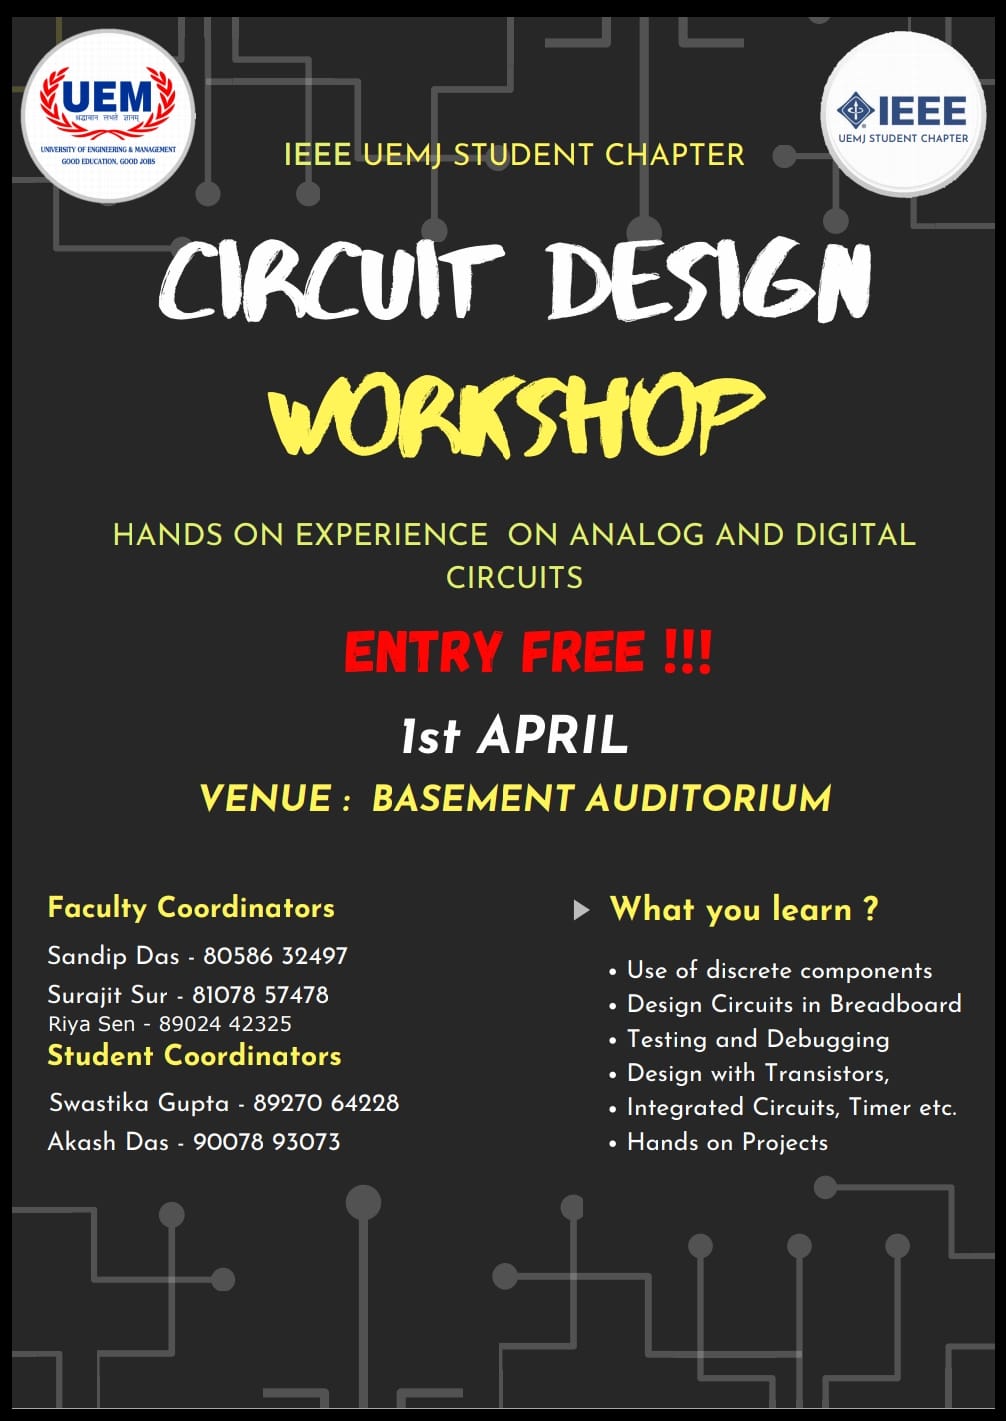 UEM
श्रद्धावान लभते ज्ञानम्
UNIVERSITY OF ENGINEERING & MANAGEMENT
GOOD EDUCATION, GOOD JOBS
IEEE
UEMJ STUDENT CHAPTER
IEEE UEMJ STUDENT CHAPTER
CIRCUIT DESIGN
WORKSHOP
HANDS ON EXPERIENCE ON ANALOG AND DIGITAL
CIRCUITS
ENTRY FREE !!!
1st APRIL
VENUE : BASEMENT AUDITORIUM
Faculty Coordinators
Sandip Das - 80586 32497
Surajit Sur - 81078 57478
Riya Sen - 89024 42325
Student Coordinators
Swastika Gupta - 89270 64228
Akash Das - 90078 93073
What you learn ?
• Use of discrete components
• Design Circuits in Breadboard
• Testing and Debugging
• Design with Transistors,
• Integrated Circuits, Timer etc.
• Hands on Projects